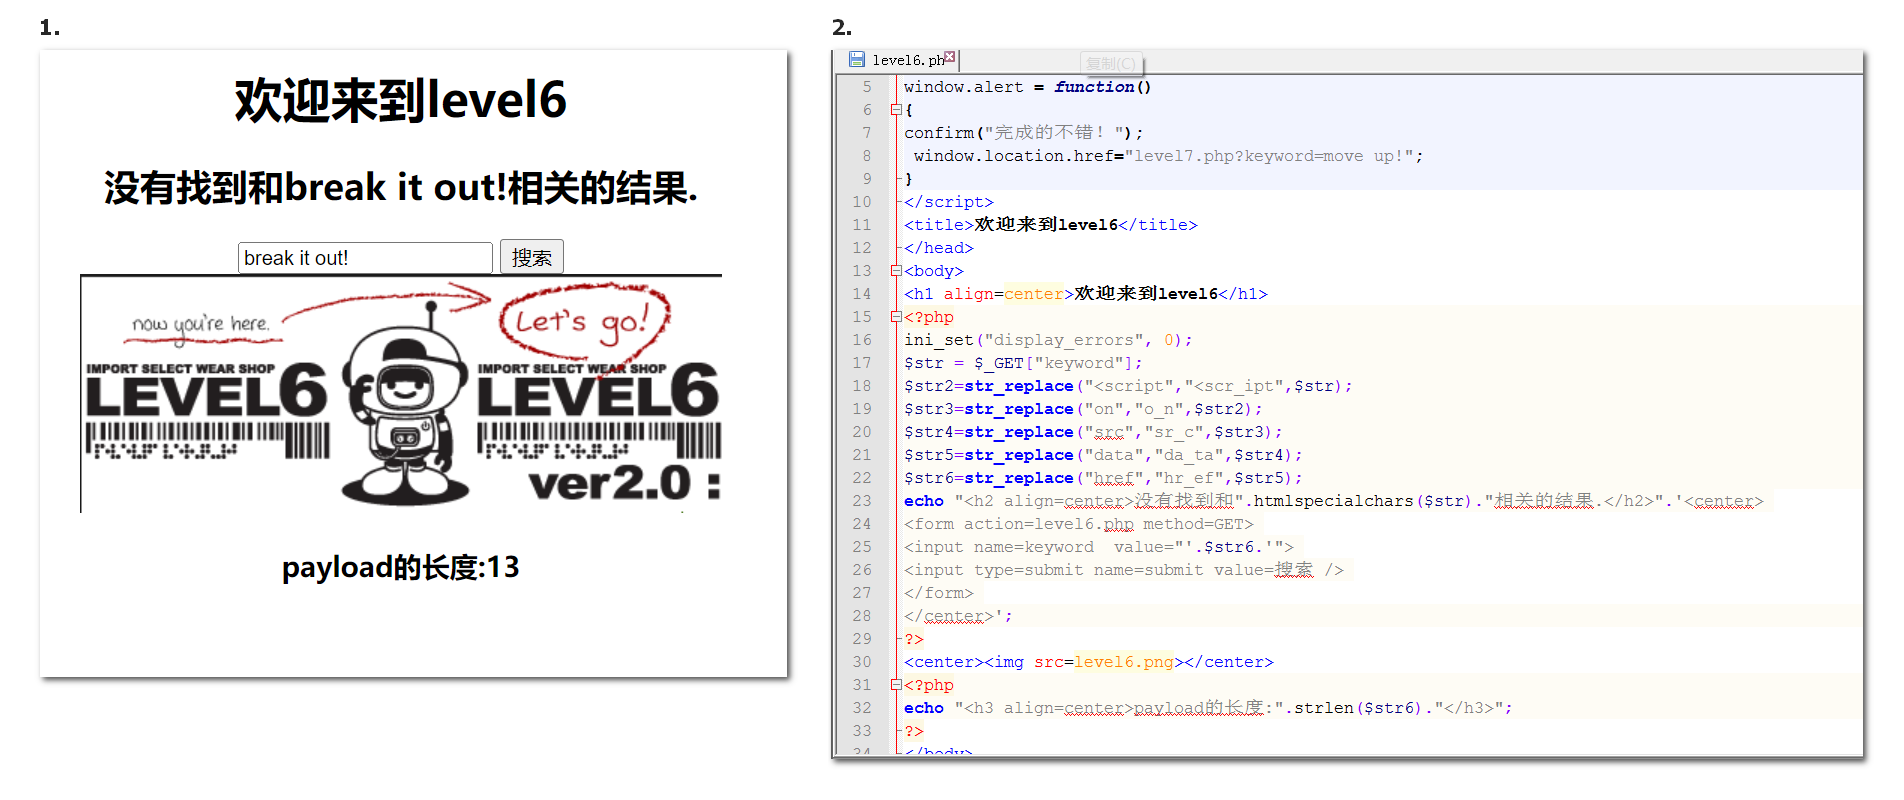 1.
欢迎来到level6
没有找到和break it out!相关的结果.
break it out!
搜索
now you're here.
Let's go!
IMPORT SELECT WEAR SHOP
LEVEL6
IMPORT SELECT WEAR SHOP
LEVEL6
ver2.0 :
payload的长度:13
2.
level6.ph
复制(C)
5 window.alert = function()
6 {
7 confirm("完成的不错！");
8 window.location.href="level7.php?keyword=move up!";
9 }
10 </script>
11 <title>欢迎来到level6</title>
12 </head>
13 <body>
14 <h1 align=center>欢迎来到level6</h1>
15 <?php
16 ini_set("display_errors", 0);
17 $str = $_GET["keyword"];
18 $str2=str_replace("<script","<scr_ipt",$str);
19 $str3=str_replace("on","o_n",$str2);
20 $str4=str_replace("src","sr_c",$str3);
21 $str5=str_replace("data","da_ta",$str4);
22 $str6=str_replace("href","hr_ef",$str5);
23 echo "<h2 align=center>没有找到和".htmlspecialchars($str)."相关的结果.</h2>".'<center>
24 <form action=level6.php method=GET>
25 <input name=keyword  value="'.$str6.'">
26 <input type=submit name=submit value=搜索 />
27 </form>
28 </center>';
29 ?>
30 <center><img src=level6.png></center>
31 <?php
32 echo "<h3 align=center>payload的长度:".strlen($str6)."</h3>";
33 ?>
34 </body>